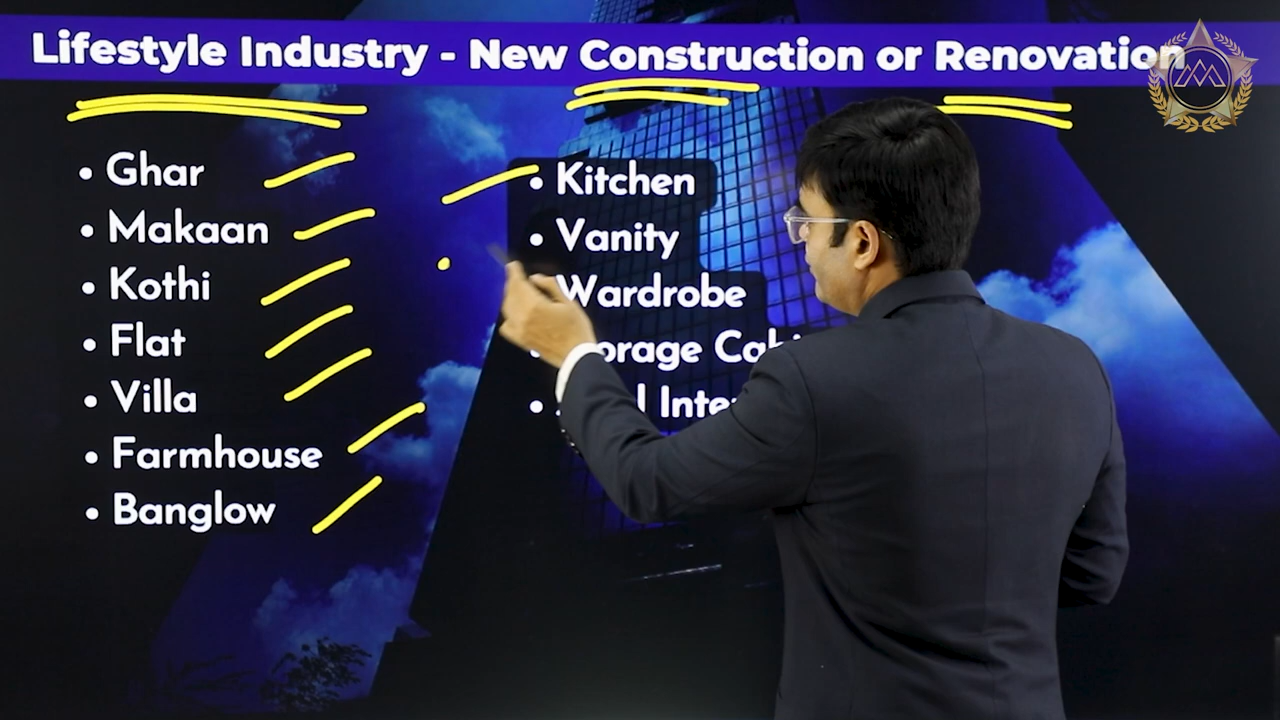 Lifestyle Industry - New Construction or Renovation
• Ghar
• Makaan
• Kothi
• Flat
• Villa
• Farmhouse
• Banglow
• Kitchen
• Vanity
Wardrobe